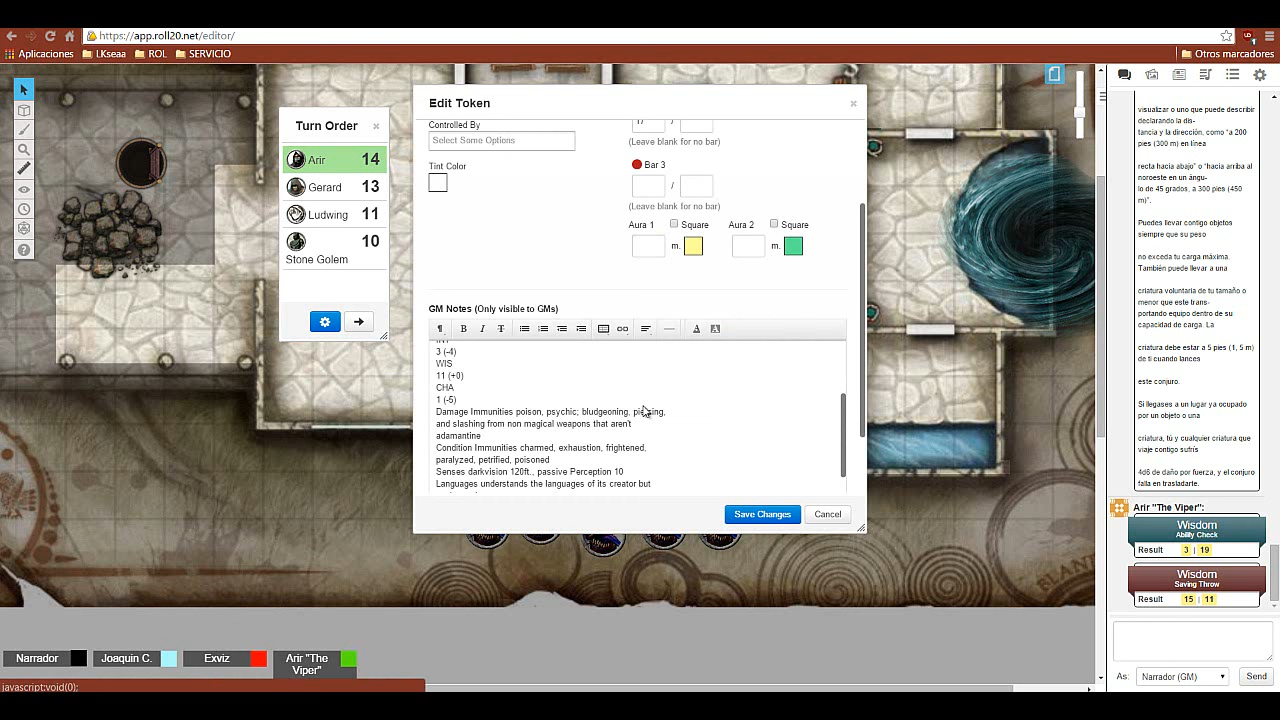 https://app.roll20.net/editor/
Aplicaciones
LKseaa
ROL
SERVICIO
Otros marcadores
Turn Order
×
Arir
14
Gerard
13
Ludwing
11
10
Stone Golem
Edit Token
×
Controlled By
Select Some Options
Tint Color
17 /
(Leave blank for no bar)
Bar 3
/
(Leave blank for no bar)
Aura 1
Square
Aura 2
Square
m.
m.
GM Notes (Only visible to GMs)
¶ B I T
A A
INT
3 (-4)
WIS
11 (+0)
CHA
1 (-5)
Damage Immunities poison, psychic; bludgeoning, piercing,
and slashing from non magical weapons that aren't
adamantine
Condition Immunities charmed, exhaustion, frightened,
paralyzed, petrified, poisoned
Senses darkvision 120ft., passive Perception 10
Languages understands the languages of its creator but
Save Changes
Cancel
visualizar o uno que puede describir
declarando la dis-
tancia y la dirección, como "a 200
pies (300 m) en línea
recta hacia abajo" o "hacia arriba al
noroeste en un ángu-
lo de 45 grados, a 300 pies (450
m)".
Puedes llevar contigo objetos
siempre que su peso
no exceda tu carga máxima.
También puede llevar a una
criatura voluntaria de tu tamaño o
menor que este trans-
portando equipo dentro de su
capacidad de carga. La
criatura debe estar a 5 pies (1, 5 m)
de ti cuando lances
este conjuro.
Si llegases a un lugar ya ocupado
por un objeto o una
criatura, tú y cualquier criatura que
viaje contigo sufrís
4d6 de daño por fuerza, y el conjuro
falla en trasladarte.
Arir "The Viper":
Wisdom
Ability Check
Result 3 | 19
Wisdom
Saving Throw
Result 15 | 11
As:
Narrador (GM)
Send
Narrador
Joaquin C.
Exviz
Arir "The
Viper"
javascript:void(0);